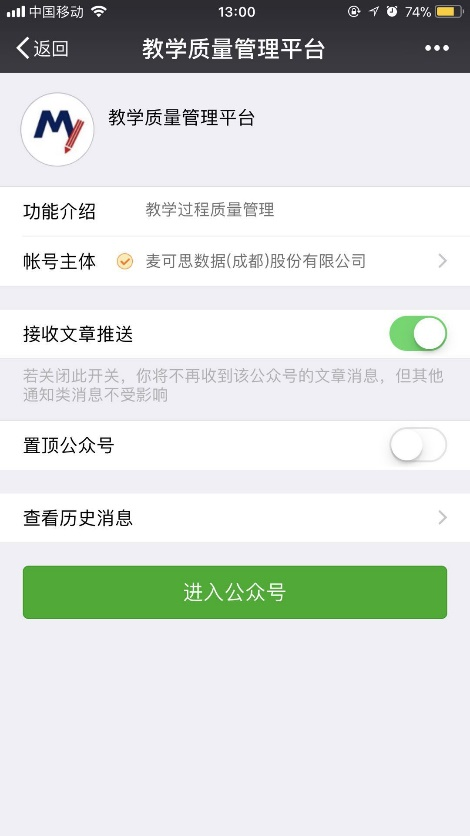 中国移动 13:00 74%
返回 教学质量管理平台
教学质量管理平台
功能介绍 教学过程质量管理
帐号主体 麦可思数据(成都)股份有限公司
接收文章推送
若关闭此开关，你将不再收到该公众号的文章消息，但其他
通知类消息不受影响
置顶公众号
查看历史消息
进入公众号